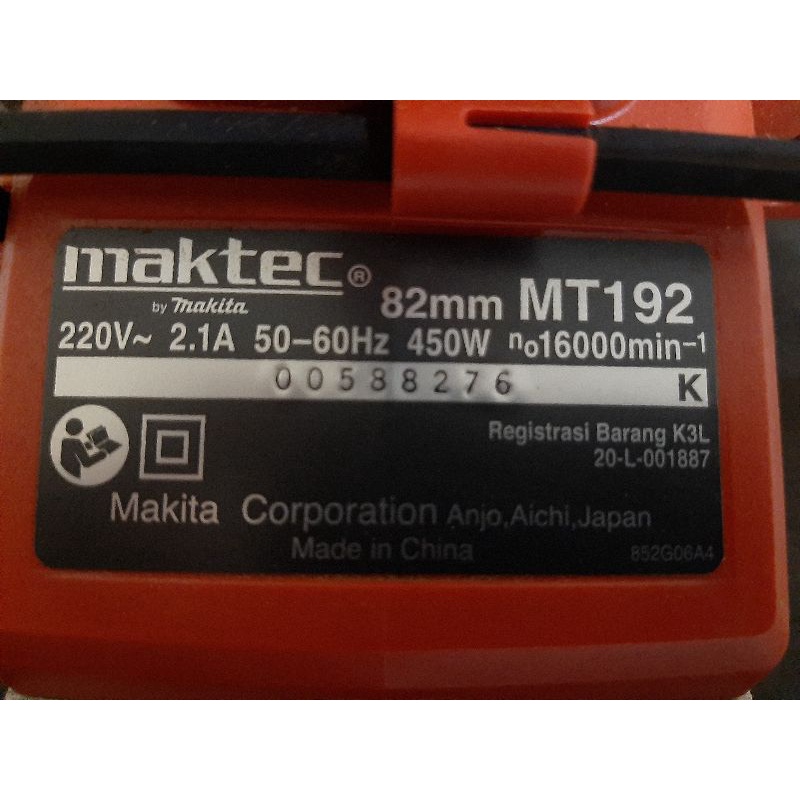 maktec®
by makita 82mm MT192
220V~ 2.1A 50-60Hz 450W no16000min-1
00588276 K
Registrasi Barang K3L
20-L-001887
Makita Corporation Anjo,Aichi,Japan
Made in China 852G06A4